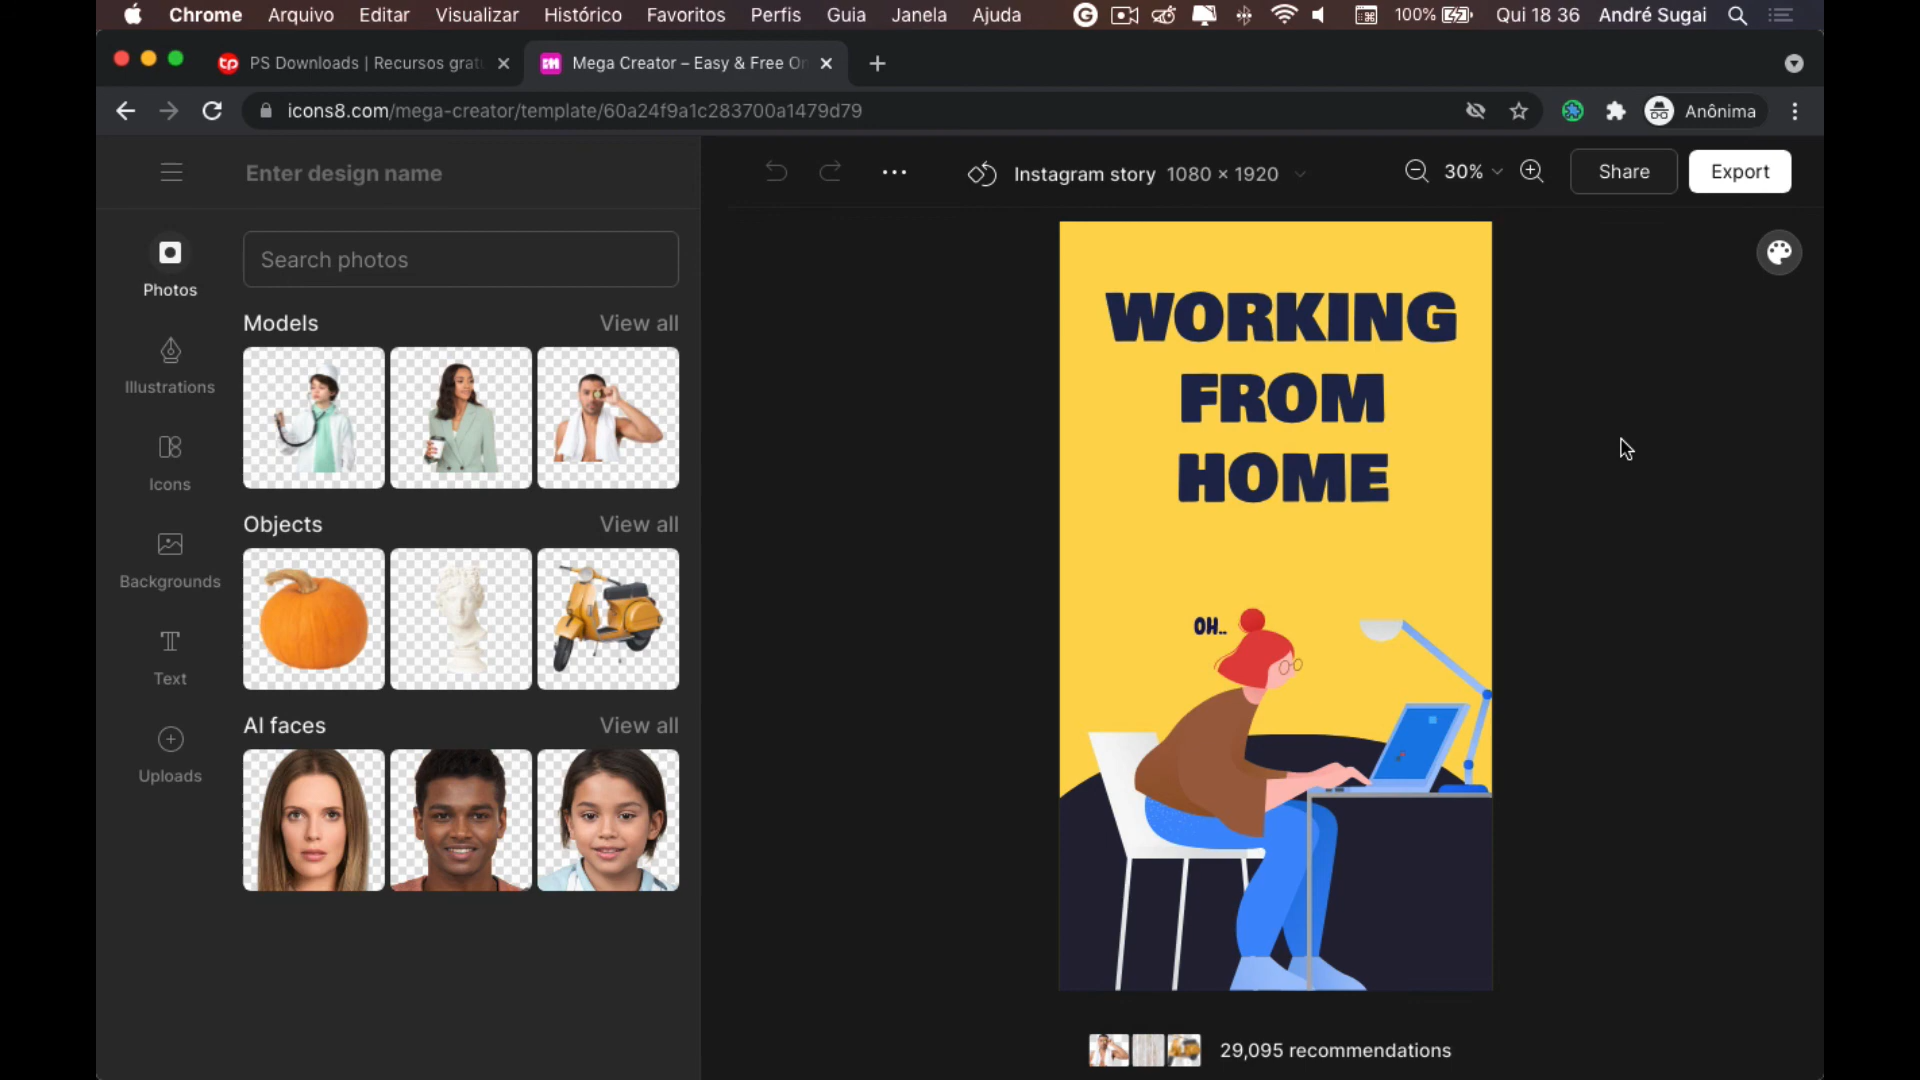 Chrome Arquivo Editar Visualizar Histórico Favoritos Perfis Guia Janela Ajuda 100% Qui 18 36 André Sugai
PS Downloads | Recursos grat
Mega Creator – Easy & Free On
icons8.com/mega-creator/template/60a24f9a1c283700a1479d79
Anônima
Enter design name
Instagram story 1080 × 1920
30%
Share
Export
Photos
Illustrations
Icons
Backgrounds
Text
Uploads
Search photos
Models View all
Objects View all
AI faces View all
WORKING
FROM
HOME
OH..
29,095 recommendations